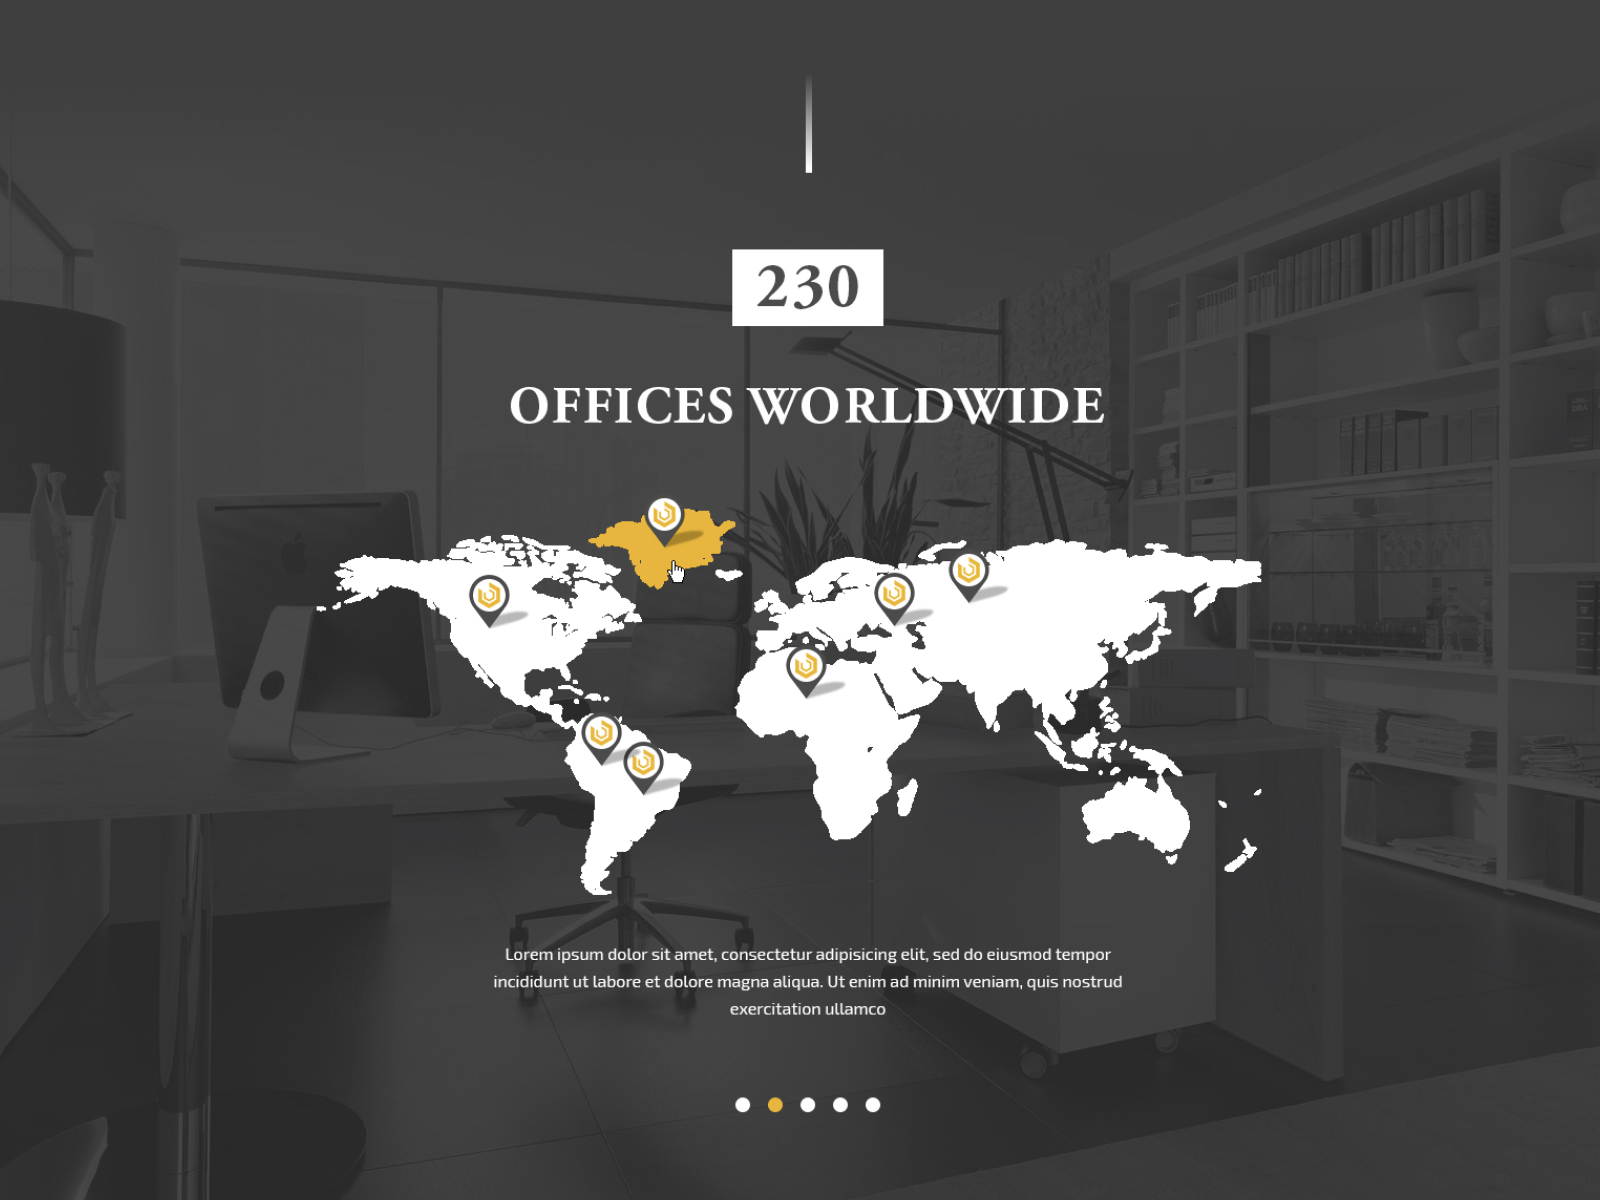 230
OFFICES WORLDWIDE
Lorem ipsum dolor sit amet, consectetur adipisicing elit, sed do eiusmod tempor
incididunt ut labore et dolore magna aliqua. Ut enim ad minim veniam, quis nostrud
exercitation ullamco